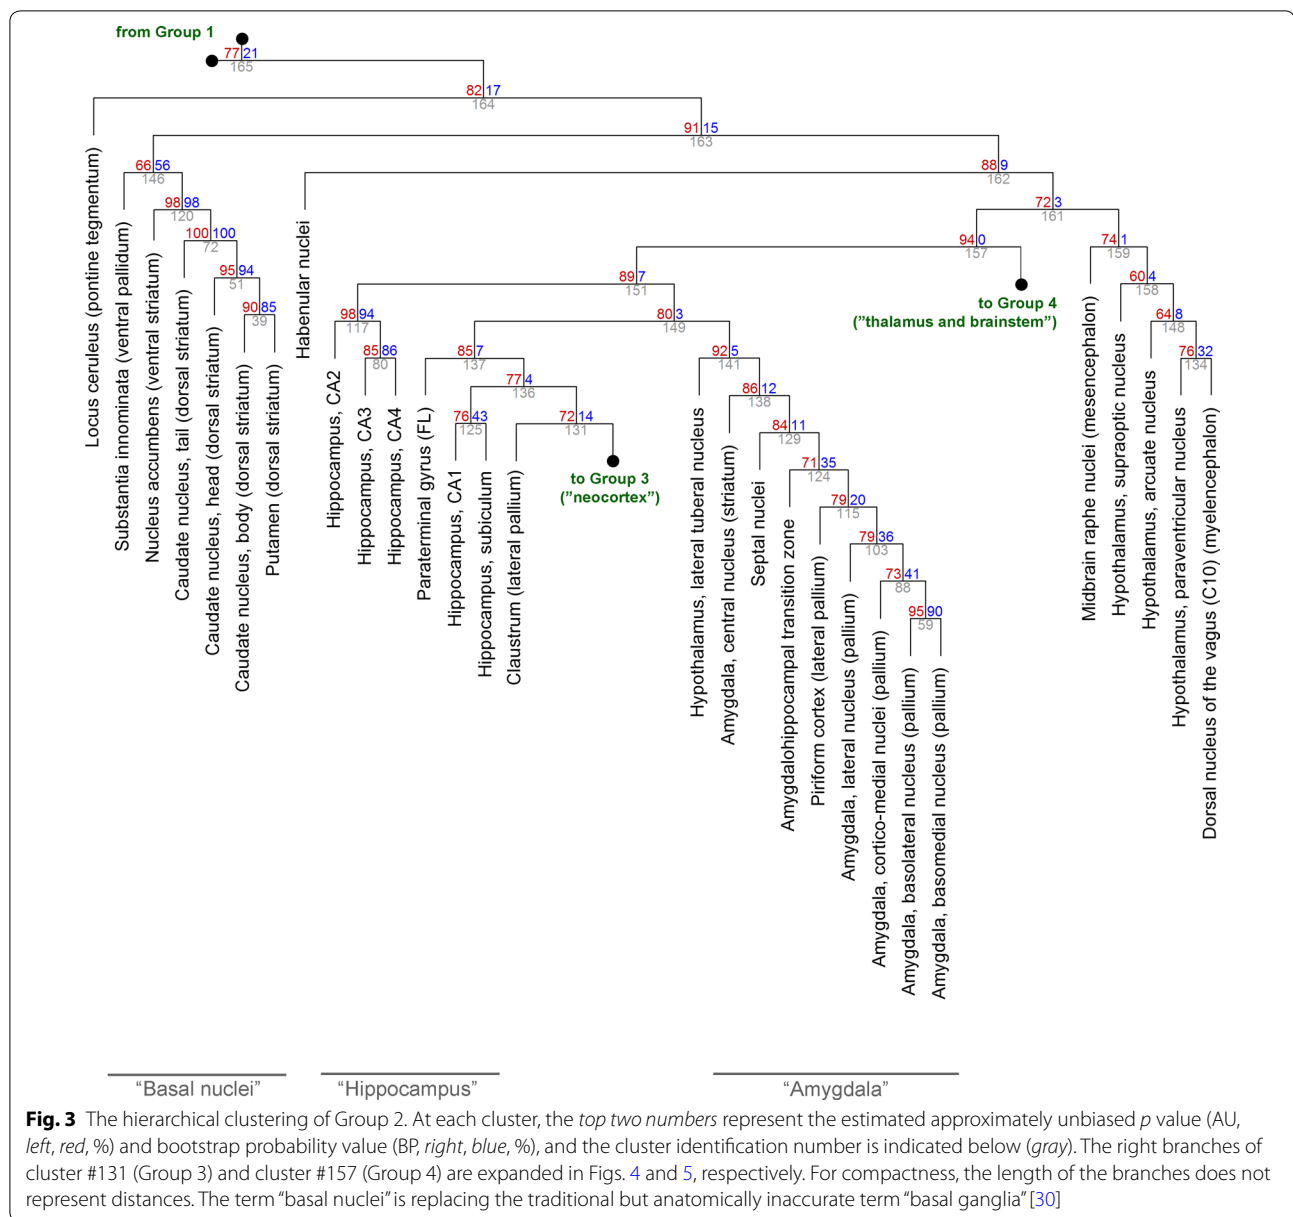 from Group 1
77 21
165
82 17
164
91 15
163
66 56
146
88 9
162
98 98
120
72 3
161
100 100
72
94 0
157
74 1
159
95 94
51
89 7
151
60 4
158
90 85
39
98 94
117
80 3
149
64 8
148
85 86
80
85 7
137
92 5
141
76 32
134
77 4
136
86 12
138
76 43
125
72 14
131
84 11
129
71 35
124
79 20
115
79 36
103
73 41
88
95 90
59
to Group 4
("thalamus and brainstem")
to Group 3
("neocortex")
Locus ceruleus (pontine tegmentum)
Substantia innominata (ventral pallidum)
Nucleus accumbens (ventral striatum)
Caudate nucleus, tail (dorsal striatum)
Caudate nucleus, head (dorsal striatum)
Caudate nucleus, body (dorsal striatum)
Putamen (dorsal striatum)
Habenular nuclei
Hippocampus, CA2
Hippocampus, CA3
Hippocampus, CA4
Paraterminal gyrus (FL)
Hippocampus, CA1
Hippocampus, subiculum
Claustrum (lateral pallium)
Hypothalamus, lateral tuberal nucleus
Amygdala, central nucleus (striatum)
Septal nuclei
Amygdalohippocampal transition zone
Piriform cortex (lateral pallium)
Amygdala, lateral nucleus (pallium)
Amygdala, cortico-medial nuclei (pallium)
Amygdala, basolateral nucleus (pallium)
Amygdala, basomedial nucleus (pallium)
Midbrain raphe nuclei (mesencephalon)
Hypothalamus, supraoptic nucleus
Hypothalamus, arcuate nucleus
Hypothalamus, paraventricular nucleus
Dorsal nucleus of the vagus (C10) (myelencephalon)
"Basal nuclei"
"Hippocampus"
"Amygdala"
Fig. 3 The hierarchical clustering of Group 2. At each cluster, the top two numbers represent the estimated approximately unbiased p value (AU,
left, red, %) and bootstrap probability value (BP, right, blue, %), and the cluster identification number is indicated below (gray). The right branches of
cluster #131 (Group 3) and cluster #157 (Group 4) are expanded in Figs. 4 and 5, respectively. For compactness, the length of the branches does not
represent distances. The term “basal nuclei” is replacing the traditional but anatomically inaccurate term “basal ganglia” [30]